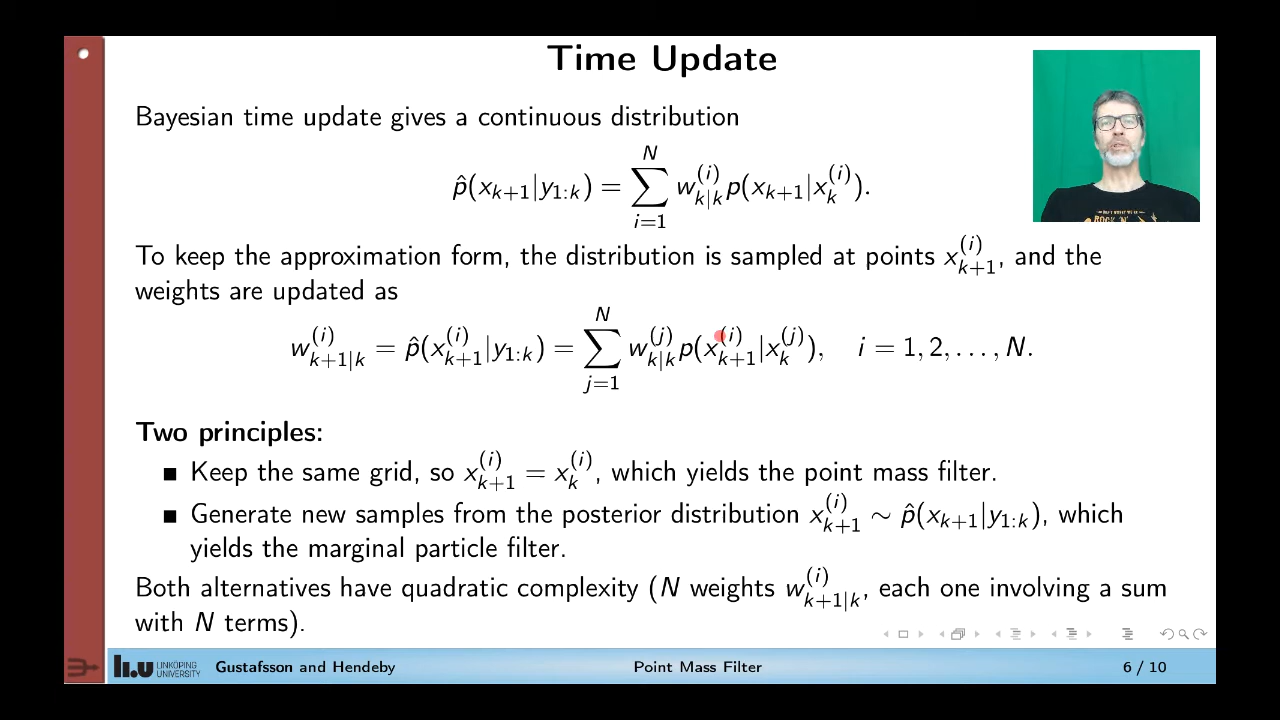 Time Update
Bayesian time update gives a continuous distribution
p̂(x_{k+1}|y_{1:k}) = \sum_{i=1}^{N} w_{k|k}^{(i)} p(x_{k+1}|x_k^{(i)}).
To keep the approximation form, the distribution is sampled at points x_{k+1}^{(i)}, and the
weights are updated as
w_{k+1|k}^{(i)} = p̂(x_{k+1}^{(i)}|y_{1:k}) = \sum_{j=1}^{N} w_{k|k}^{(j)} p(x_{k+1}^{(i)}|x_k^{(j)}), i = 1, 2, . . . , N.
Two principles:
■ Keep the same grid, so x_{k+1}^{(i)} = x_k^{(i)}, which yields the point mass filter.
■ Generate new samples from the posterior distribution x_{k+1}^{(i)} ∼ p̂(x_{k+1}|y_{1:k}), which
yields the marginal particle filter.
Both alternatives have quadratic complexity (N weights w_{k+1|k}^{(i)}, each one involving a sum
with N terms).
li.u LINKÖPING
UNIVERSITY
Gustafsson and Hendeby
Point Mass Filter
6 / 10